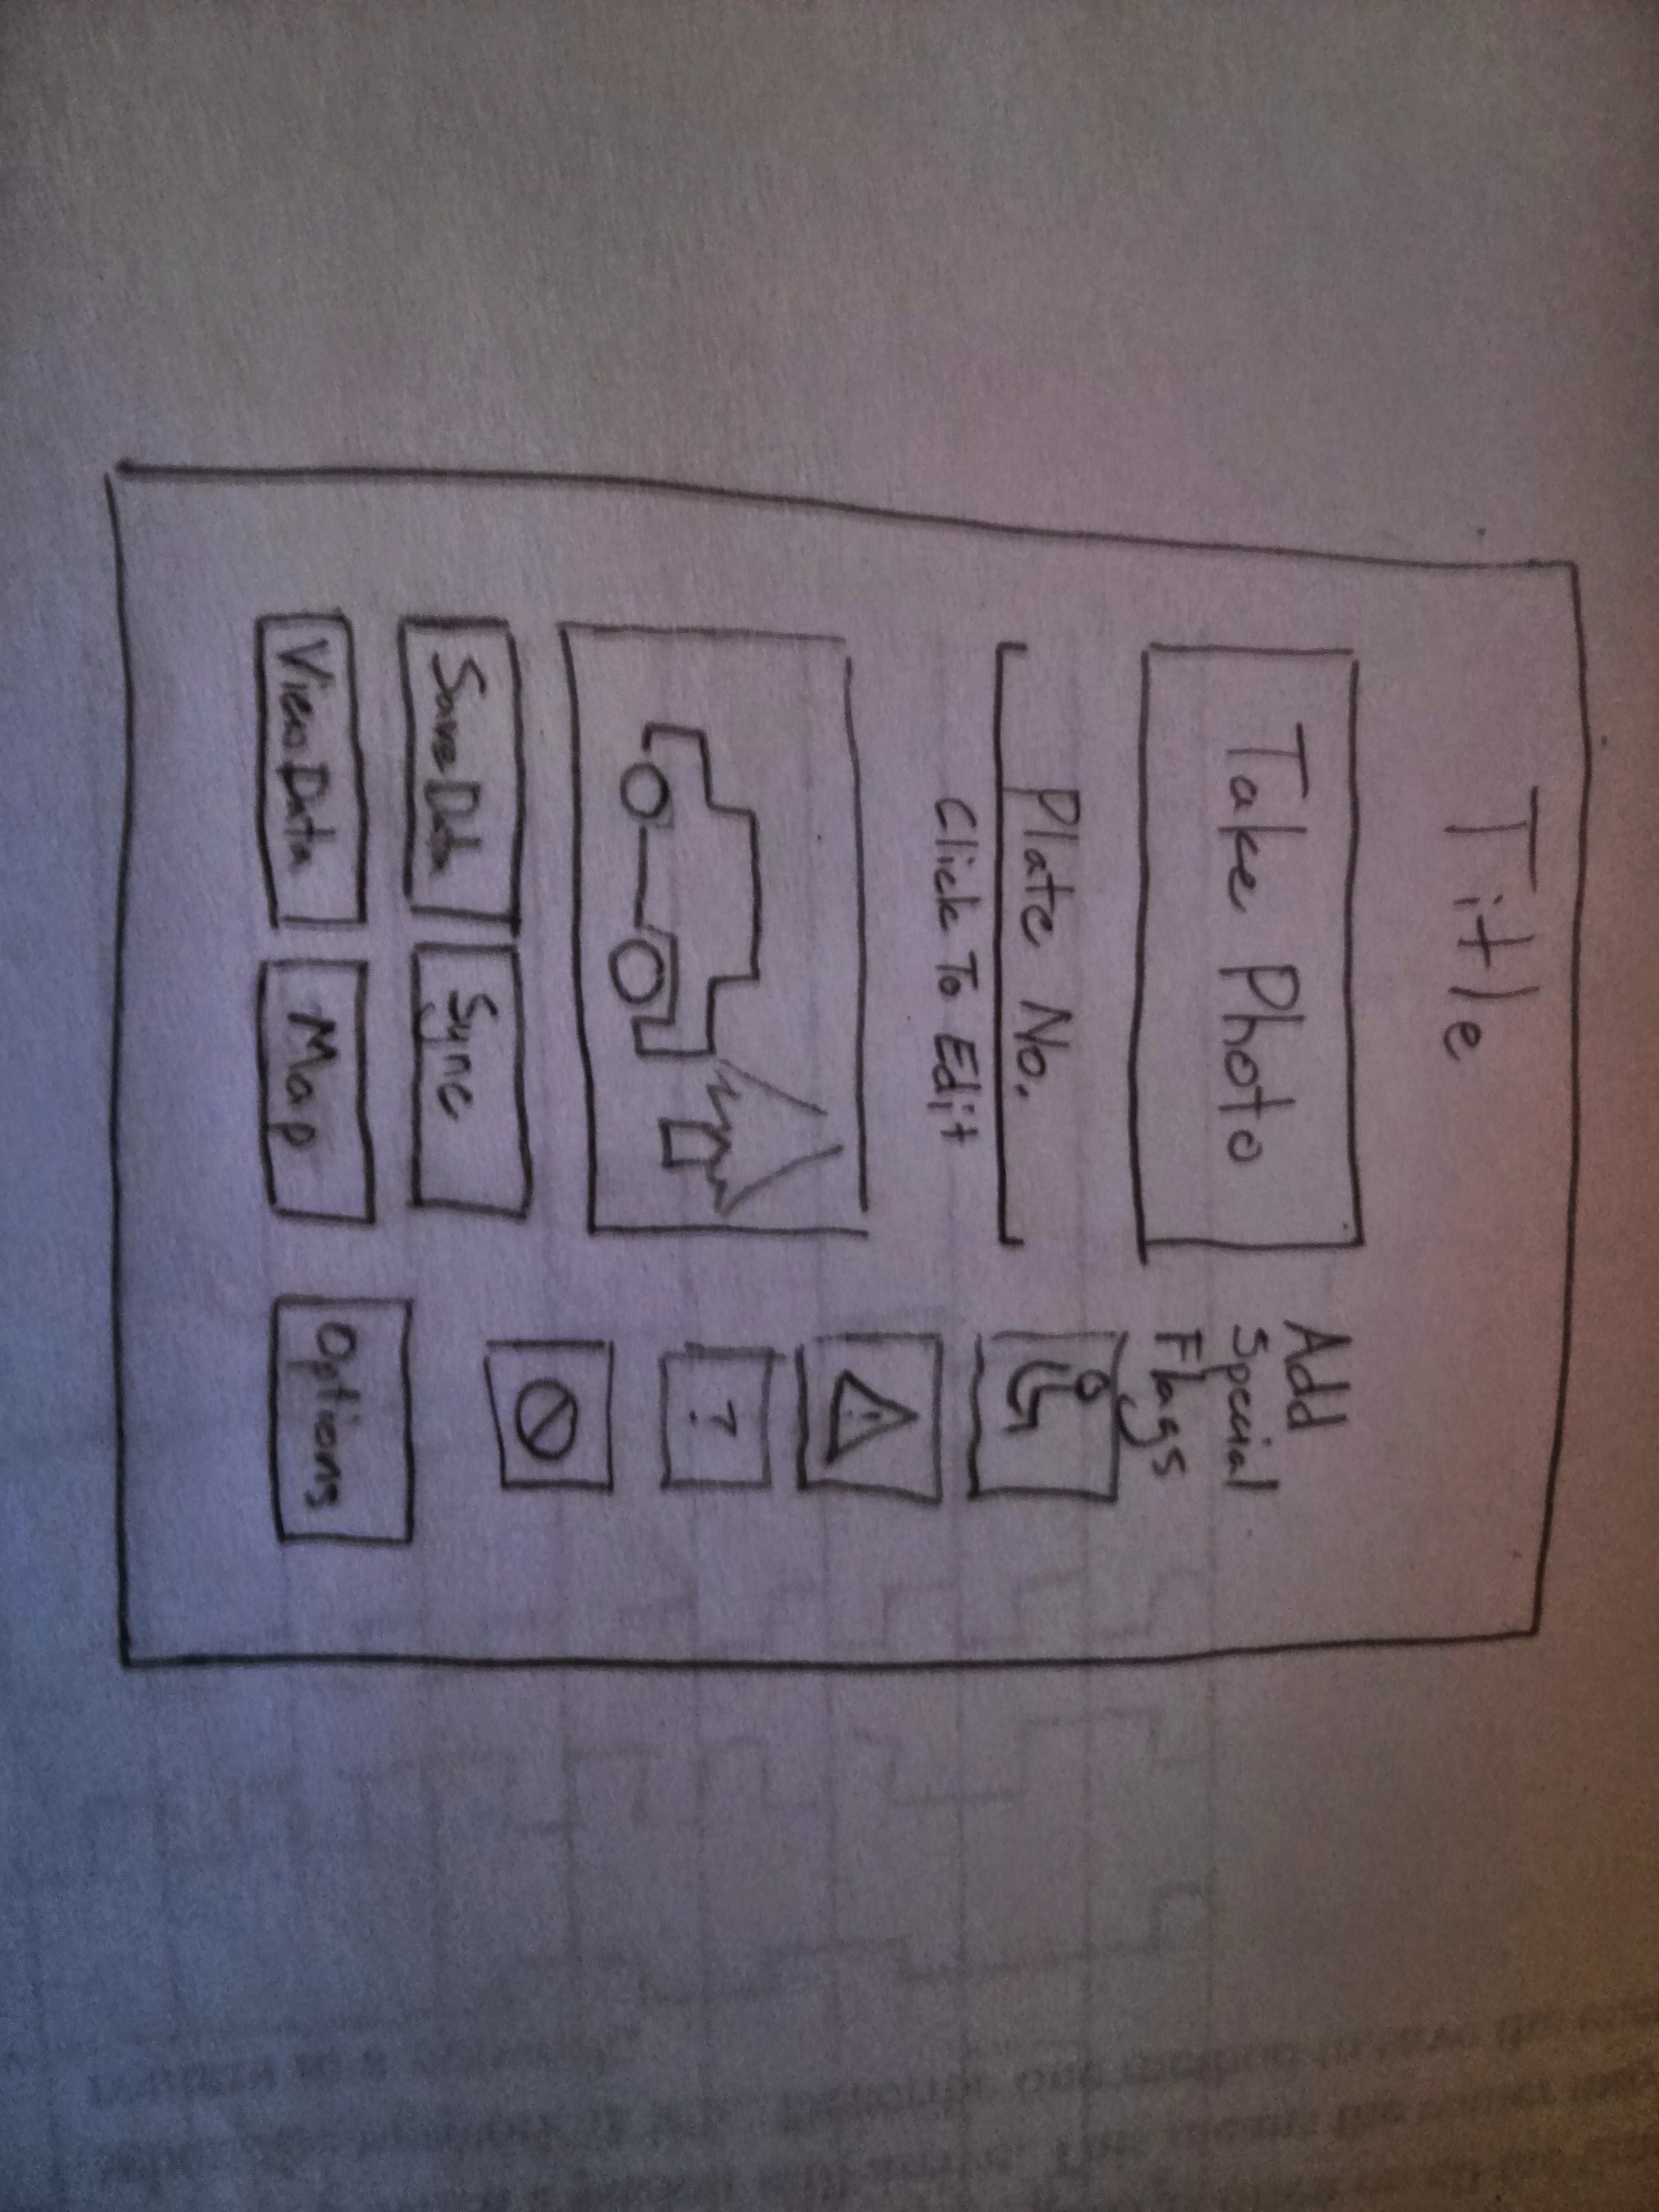 Title
Take Photo
Add
Special
Flags
Plate No.
Click To Edit
!
?
Save Data
Sync
View Data
Map
Options